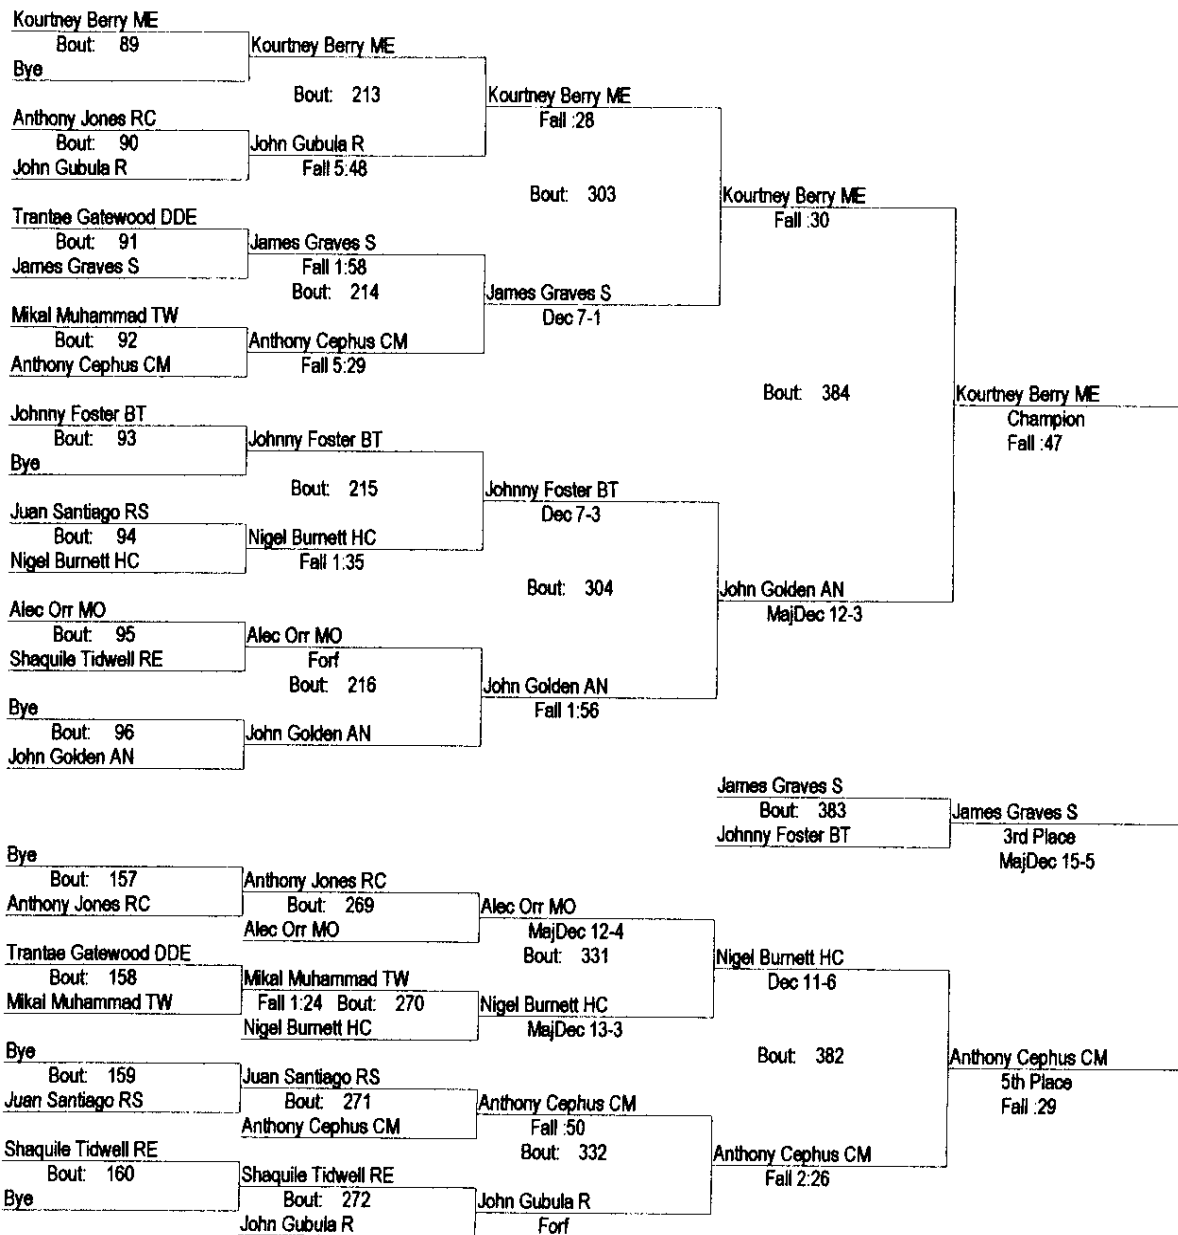 Kourtney Berry ME
Bout: 89
Bye
Kourtney Berry ME
Bout: 213
Anthony Jones RC
Bout: 90
John Gubula R
John Gubula R
Fall 5:48
Kourtney Berry ME
Fall :28
Bout: 303
Trantae Gatewood DDE
Bout: 91
James Graves S
James Graves S
Fall 1:58
Bout: 214
Mikal Muhammad TW
Bout: 92
Anthony Cephus CM
Anthony Cephus CM
Fall 5:29
James Graves S
Dec 7-1
Kourtney Berry ME
Fall :30
Bout: 384
Johnny Foster BT
Bout: 93
Bye
Johnny Foster BT
Bout: 215
Juan Santiago RS
Bout: 94
Nigel Burnett HC
Nigel Burnett HC
Fall 1:35
Johnny Foster BT
Dec 7-3
Bout: 304
Alec Orr MO
Bout: 95
Shaquile Tidwell RE
Alec Orr MO
Forf
Bout: 216
Bye
Bout: 96
John Golden AN
John Golden AN
John Golden AN
Fall 1:56
John Golden AN
MajDec 12-3
Kourtney Berry ME
Champion
Fall :47
James Graves S
Bout: 383
Johnny Foster BT
James Graves S
3rd Place
MajDec 15-5
Bye
Bout: 157
Anthony Jones RC
Anthony Jones RC
Bout: 269
Alec Orr MO
Alec Orr MO
MajDec 12-4
Bout: 331
Trantae Gatewood DDE
Bout: 158
Mikal Muhammad TW
Mikal Muhammad TW
Fall 1:24 Bout: 270
Nigel Burnett HC
Nigel Burnett HC
MajDec 13-3
Nigel Burnett HC
Dec 11-6
Bout: 382
Bye
Bout: 159
Juan Santiago RS
Juan Santiago RS
Bout: 271
Anthony Cephus CM
Anthony Cephus CM
Fall :50
Bout: 332
Shaquile Tidwell RE
Bout: 160
Bye
Shaquile Tidwell RE
Bout: 272
John Gubula R
John Gubula R
Forf
Anthony Cephus CM
Fall 2:26
Anthony Cephus CM
5th Place
Fall :29